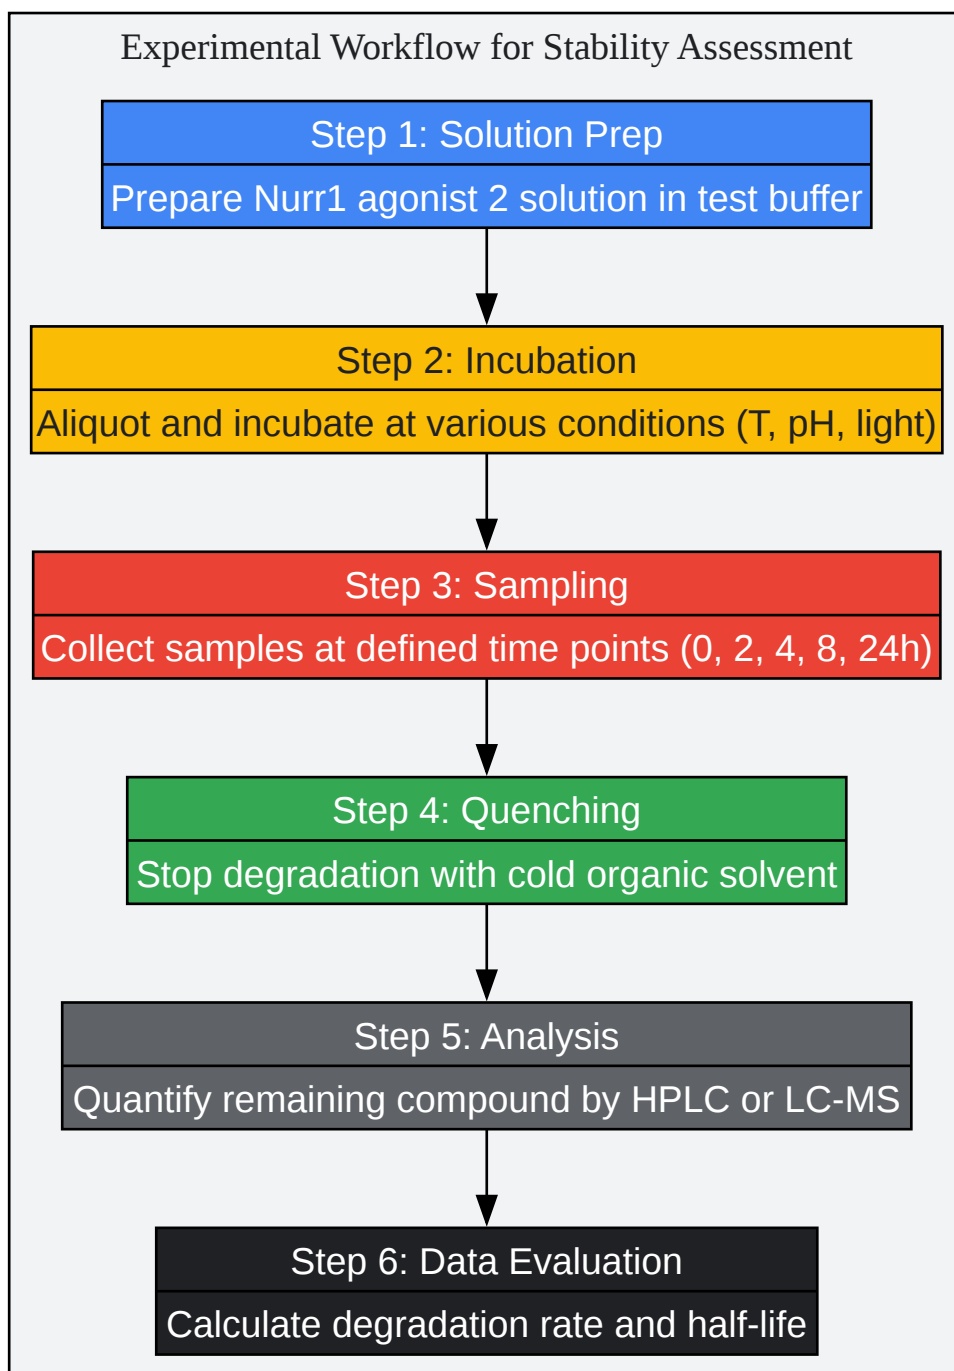 Experimental Workflow for Stability Assessment
Step 1: Solution Prep
Prepare Nurr1 agonist 2 solution in test buffer
Step 2: Incubation
Aliquot and incubate at various conditions (T, pH, light)
Step 3: Sampling
Collect samples at defined time points (0, 2, 4, 8, 24h)
Step 4: Quenching
Stop degradation with cold organic solvent
Step 5: Analysis
Quantify remaining compound by HPLC or LC-MS
Step 6: Data Evaluation
Calculate degradation rate and half-life